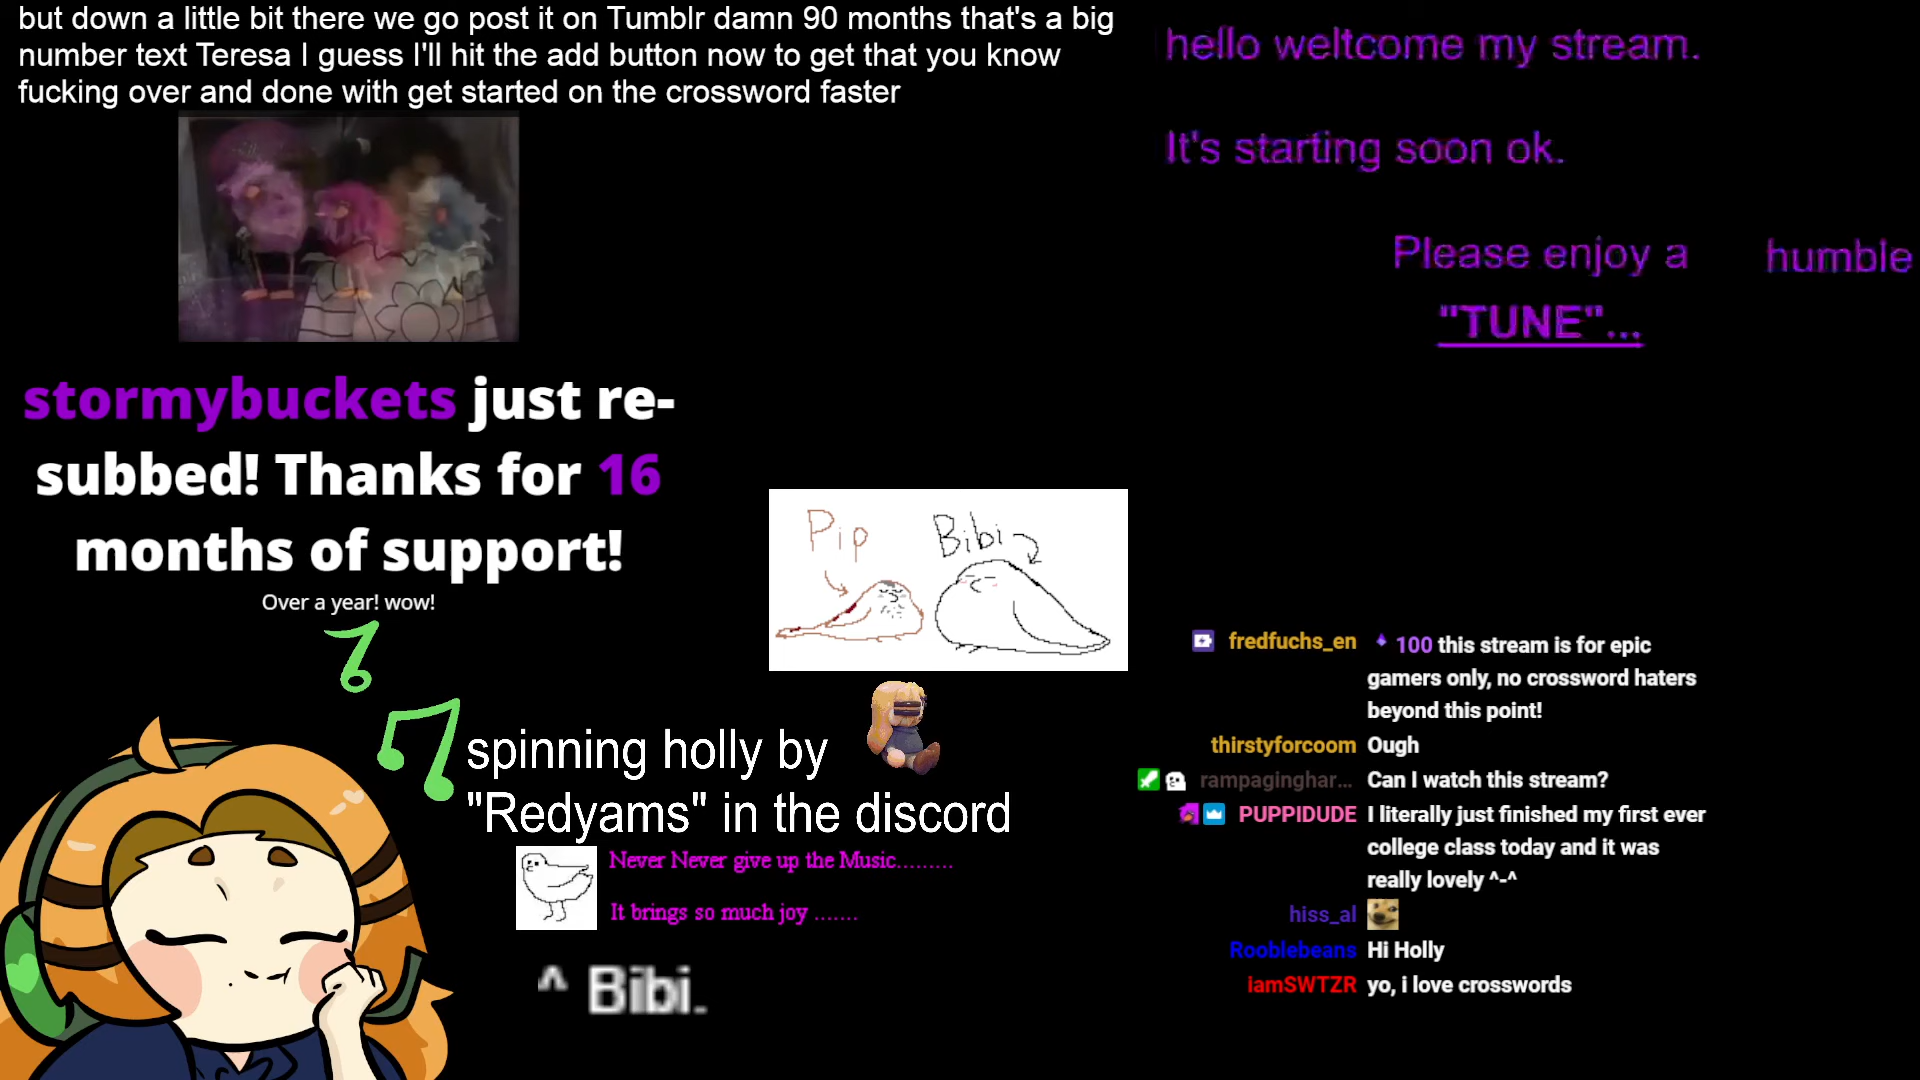 but down a little bit there we go post it on Tumblr damn 90 months that's a big
number text Teresa I guess I'll hit the add button now to get that you know
fucking over and done with get started on the crossword faster
hello weltcome my stream.
It's starting soon ok.
Please enjoy a humble
"TUNE"...
stormybuckets just re-
subbed! Thanks for 16
months of support!
Over a year! wow!
Pip
Bibi
spinning holly by
"Redyams" in the discord
Never Never give up the Music.........
It brings so much joy .......
^ Bibi.
fredfuchs_en 100 this stream is for epic
gamers only, no crossword haters
beyond this point!
thirstyforcoom Ough
rampaginghar... Can I watch this stream?
PUPPIDUDE I literally just finished my first ever
college class today and it was
really lovely ^-^
hiss_al
Rooblebeans Hi Holly
iamSWTZR yo, i love crosswords